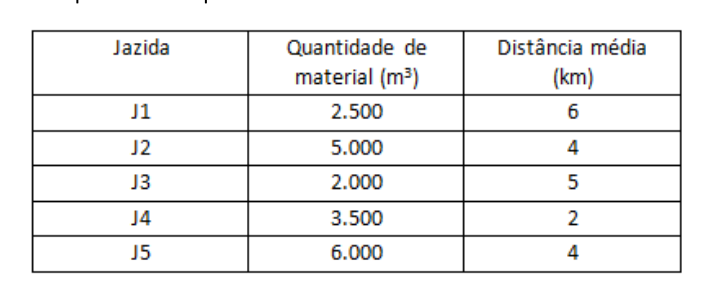 Jazida Quantidade de Distância média
material (m³) (km)
J1 2.500 6
J2 5.000 4
J3 2.000 5
J4 3.500 2
J5 6.000 4